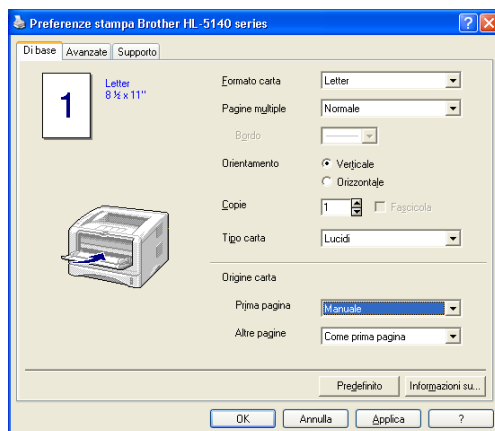 Preferenze stampa Brother HL-5140 series
Di base Avanzate Supporto
1
Letter
8 ½ x 11"
Formato carta Letter
Pagine multiple Normale
Bordo
Orientamento Verticale
Orizzontale
Copie 1 Fascicola
Tipo carta Lucidi
Origine carta
Prima pagina Manuale
Altre pagine Come prima pagina
Predefinito Informazioni su...
OK Annulla Applica ?